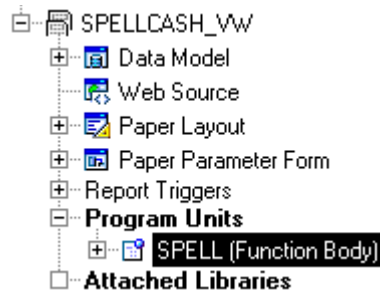 SPELLCASH_VW
Data Model
Web Source
Paper Layout
Paper Parameter Form
Report Triggers
Program Units
SPELL (Function Body)
Attached Libraries